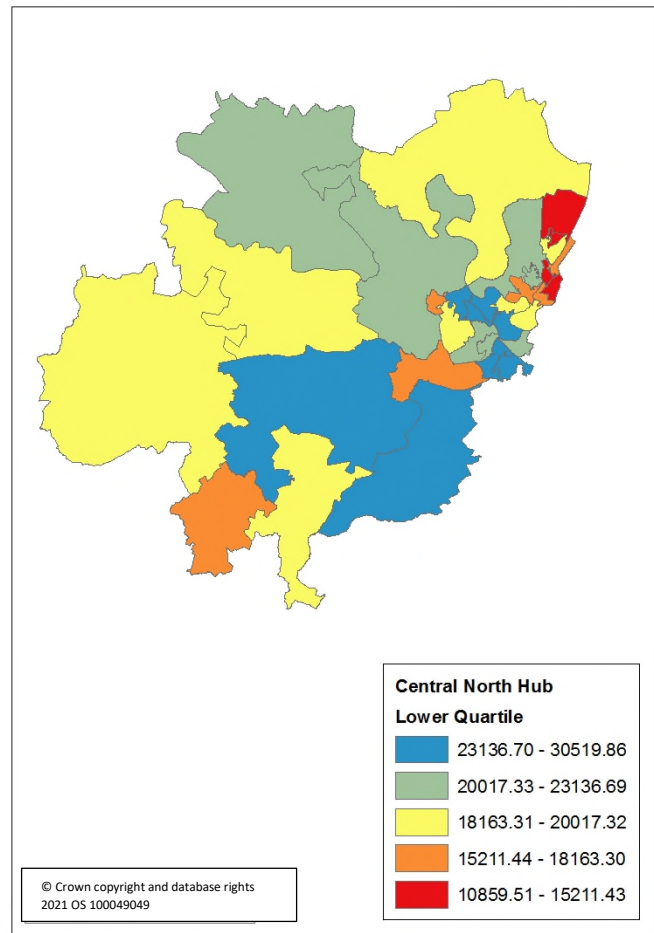 Central North Hub
Lower Quartile
23136.70 - 30519.86
20017.33 - 23136.69
18163.31 - 20017.32
15211.44 - 18163.30
10859.51 - 15211.43
© Crown copyright and database rights
2021 OS 100049049